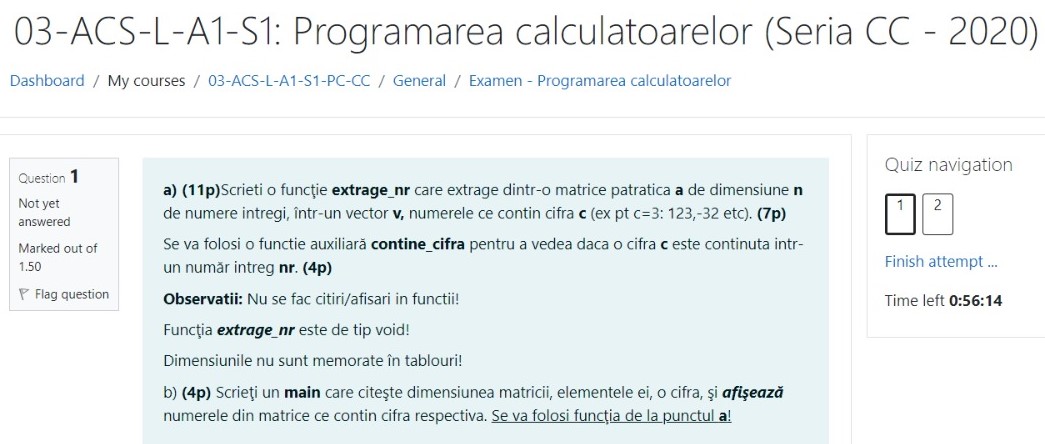 03-ACS-L-A1-S1: Programarea calculatoarelor (Seria CC - 2020)
Dashboard / My courses / 03-ACS-L-A1-S1-PC-CC / General / Examen - Programarea calculatoarelor
Question 1
Not yet
answered
Marked out of
1.50
Flag question
a) (11p)Scrieti o funcţie extrage_nr care extrage dintr-o matrice patratica a de dimensiune n
de numere intregi, într-un vector v, numerele ce contin cifra c (ex pt c=3: 123,-32 etc). (7p)
Se va folosi o functie auxiliară contine_cifra pentru a vedea daca o cifra c este continuta intr-
un număr intreg nr. (4p)
Observatii: Nu se fac citiri/afisari in functii!
Funcţia extrage_nr este de tip void!
Dimensiunile nu sunt memorate în tablouri!
b) (4p) Scrieţi un main care citeşte dimensiunea matricii, elementele ei, o cifra, şi afişează
numerele din matrice ce contin cifra respectiva. Se va folosi funcţia de la punctul a!
Quiz navigation
1 2
Finish attempt ...
Time left 0:56:14